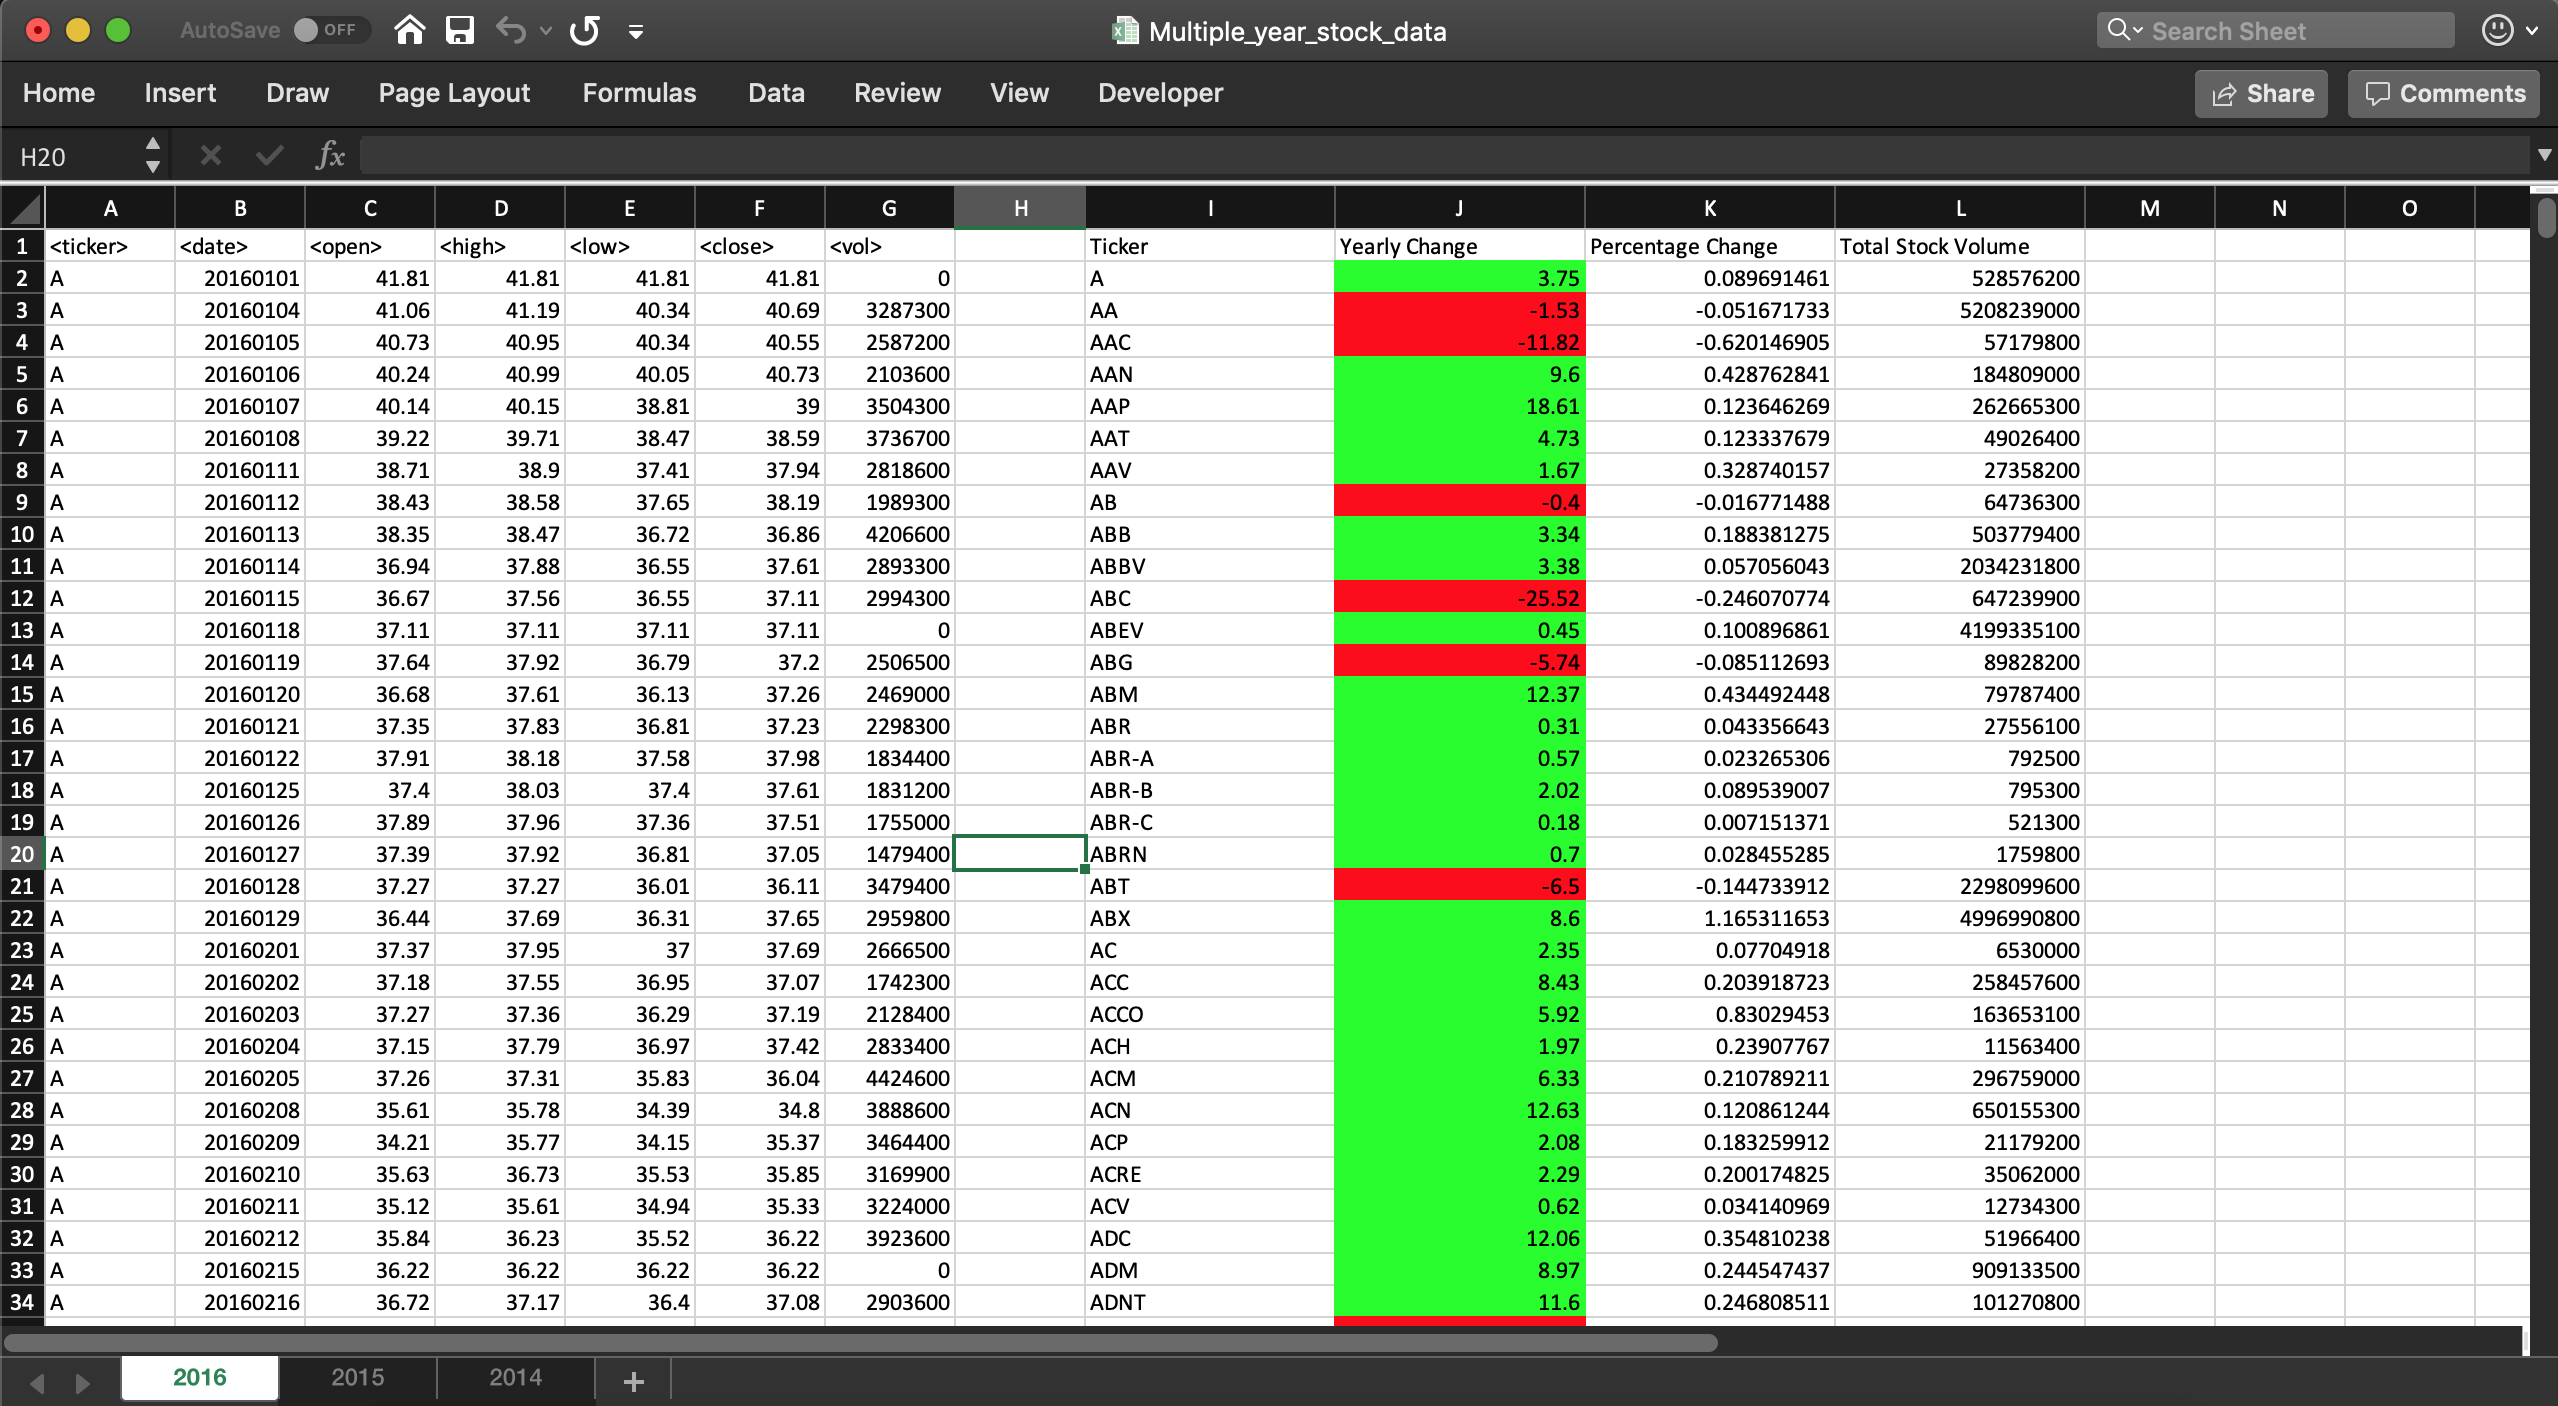 AutoSave OFF Multiple_year_stock_data Search Sheet
Home Insert Draw Page Layout Formulas Data Review View Developer Share Comments
H20 fx
A B C D E F G H I J K L M N O
1 <ticker> <date> <open> <high> <low> <close> <vol> Ticker Yearly Change Percentage Change Total Stock Volume
2 A 20160101 41.81 41.81 41.81 41.81 0 A 3.75 0.089691461 528576200
3 A 20160104 41.06 41.19 40.34 40.69 3287300 AA -1.53 -0.051671733 5208239000
4 A 20160105 40.73 40.95 40.34 40.55 2587200 AAC -11.82 -0.620146905 57179800
5 A 20160106 40.24 40.99 40.05 40.73 2103600 AAN 9.6 0.428762841 184809000
6 A 20160107 40.14 40.15 38.81 39 3504300 AAP 18.61 0.123646269 262665300
7 A 20160108 39.22 39.71 38.47 38.59 3736700 AAT 4.73 0.123337679 49026400
8 A 20160111 38.71 38.9 37.41 37.94 2818600 AAV 1.67 0.328740157 27358200
9 A 20160112 38.43 38.58 37.65 38.19 1989300 AB -0.4 -0.016771488 64736300
10 A 20160113 38.35 38.47 36.72 36.86 4206600 ABB 3.34 0.188381275 503779400
11 A 20160114 36.94 37.88 36.55 37.61 2893300 ABBV 3.38 0.057056043 2034231800
12 A 20160115 36.67 37.56 36.55 37.11 2994300 ABC -25.52 -0.246070774 647239900
13 A 20160118 37.11 37.11 37.11 37.11 0 ABEV 0.45 0.100896861 4199335100
14 A 20160119 37.64 37.92 36.79 37.2 2506500 ABG -5.74 -0.085112693 89828200
15 A 20160120 36.68 37.61 36.13 37.26 2469000 ABM 12.37 0.434492448 79787400
16 A 20160121 37.35 37.83 36.81 37.23 2298300 ABR 0.31 0.043356643 27556100
17 A 20160122 37.91 38.18 37.58 37.98 1834400 ABR-A 0.57 0.023265306 792500
18 A 20160125 37.4 38.03 37.4 37.61 1831200 ABR-B 2.02 0.089539007 795300
19 A 20160126 37.89 37.96 37.36 37.51 1755000 ABR-C 0.18 0.007151371 521300
20 A 20160127 37.39 37.92 36.81 37.05 1479400 ABRN 0.7 0.028455285 1759800
21 A 20160128 37.27 37.27 36.01 36.11 3479400 ABT -6.5 -0.144733912 2298099600
22 A 20160129 36.44 37.69 36.31 37.65 2959800 ABX 8.6 1.165311653 4996990800
23 A 20160201 37.37 37.95 37 37.69 2666500 AC 2.35 0.07704918 6530000
24 A 20160202 37.18 37.55 36.95 37.07 1742300 ACC 8.43 0.203918723 258457600
25 A 20160203 37.27 37.36 36.29 37.19 2128400 ACCO 5.92 0.83029453 163653100
26 A 20160204 37.15 37.79 36.97 37.42 2833400 ACH 1.97 0.23907767 11563400
27 A 20160205 37.26 37.31 35.83 36.04 4424600 ACM 6.33 0.210789211 296759000
28 A 20160208 35.61 35.78 34.39 34.8 3888600 ACN 12.63 0.120861244 650155300
29 A 20160209 34.21 35.77 34.15 35.37 3464400 ACP 2.08 0.183259912 21179200
30 A 20160210 35.63 36.73 35.53 35.85 3169900 ACRE 2.29 0.200174825 35062000
31 A 20160211 35.12 35.61 34.94 35.33 3224000 ACV 0.62 0.034140969 12734300
32 A 20160212 35.84 36.23 35.52 36.22 3923600 ADC 12.06 0.354810238 51966400
33 A 20160215 36.22 36.22 36.22 36.22 0 ADM 8.97 0.244547437 909133500
34 A 20160216 36.72 37.17 36.4 37.08 2903600 ADNT 11.6 0.246808511 101270800
2016 2015 2014 +